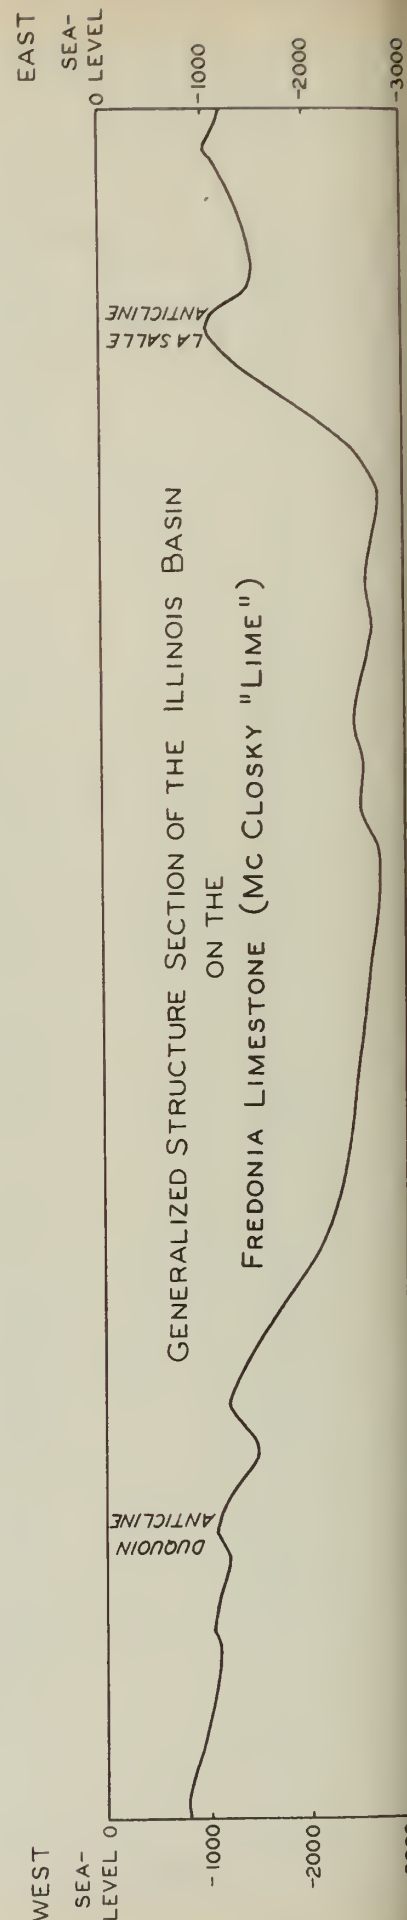 WEST
SEA-
LEVEL
0
-1000
-2000
DUQUOIN
ANTICLINE
GENERALIZED STRUCTURE SECTION OF THE ILLINOIS BASIN
ON THE
FREDONIA LIMESTONE (MC CLOSKY "LIME")
LA SALLE
ANTICLINE
EAST
SEA-
LEVEL
0
-1000
-2000
-3000